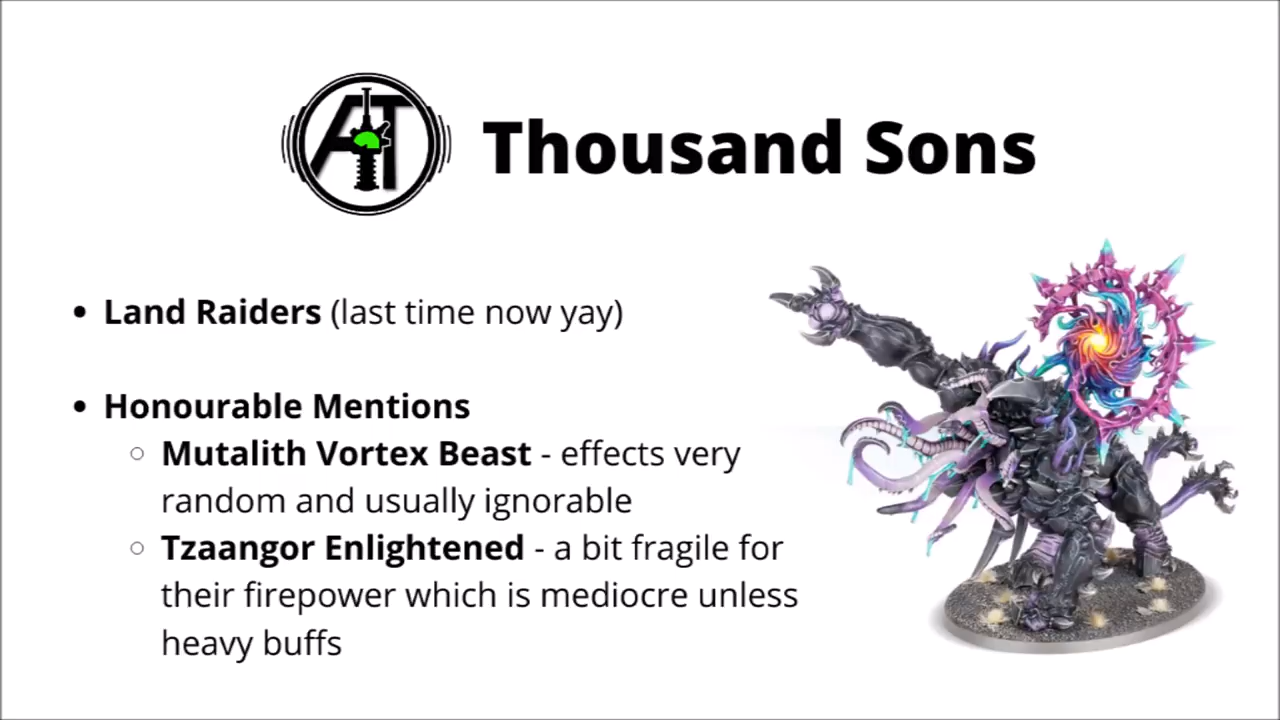 AT
Thousand Sons
• Land Raiders (last time now yay)
• Honourable Mentions
○ Mutalith Vortex Beast - effects very
random and usually ignorable
○ Tzaangor Enlightened - a bit fragile for
their firepower which is mediocre unless
heavy buffs